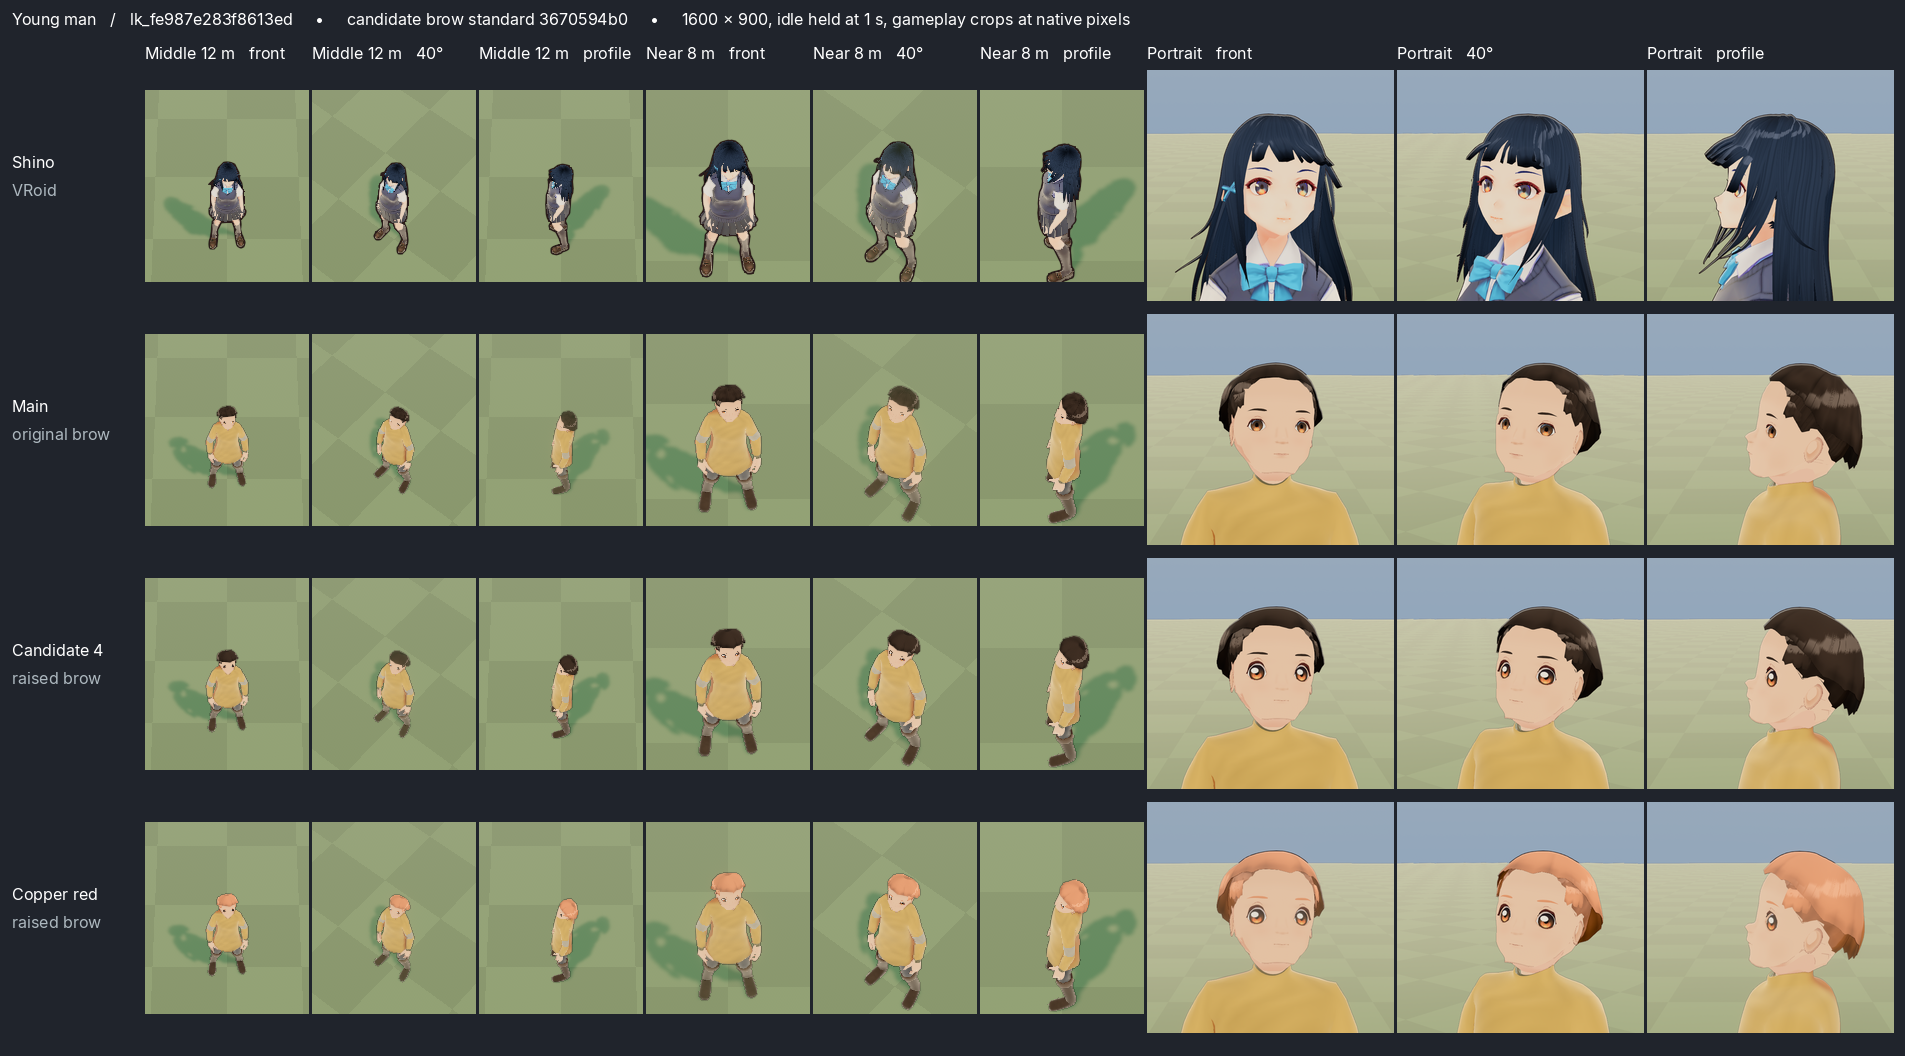 Young man / lk_fe987e283f8613ed • candidate brow standard 3670594b0 • 1600 × 900, idle held at 1 s, gameplay crops at native pixels
Middle 12 m front Middle 12 m 40° Middle 12 m profile Near 8 m front Near 8 m 40° Near 8 m profile Portrait front Portrait 40° Portrait profile
Shino
VRoid
Main
original brow
Candidate 4
raised brow
Copper red
raised brow